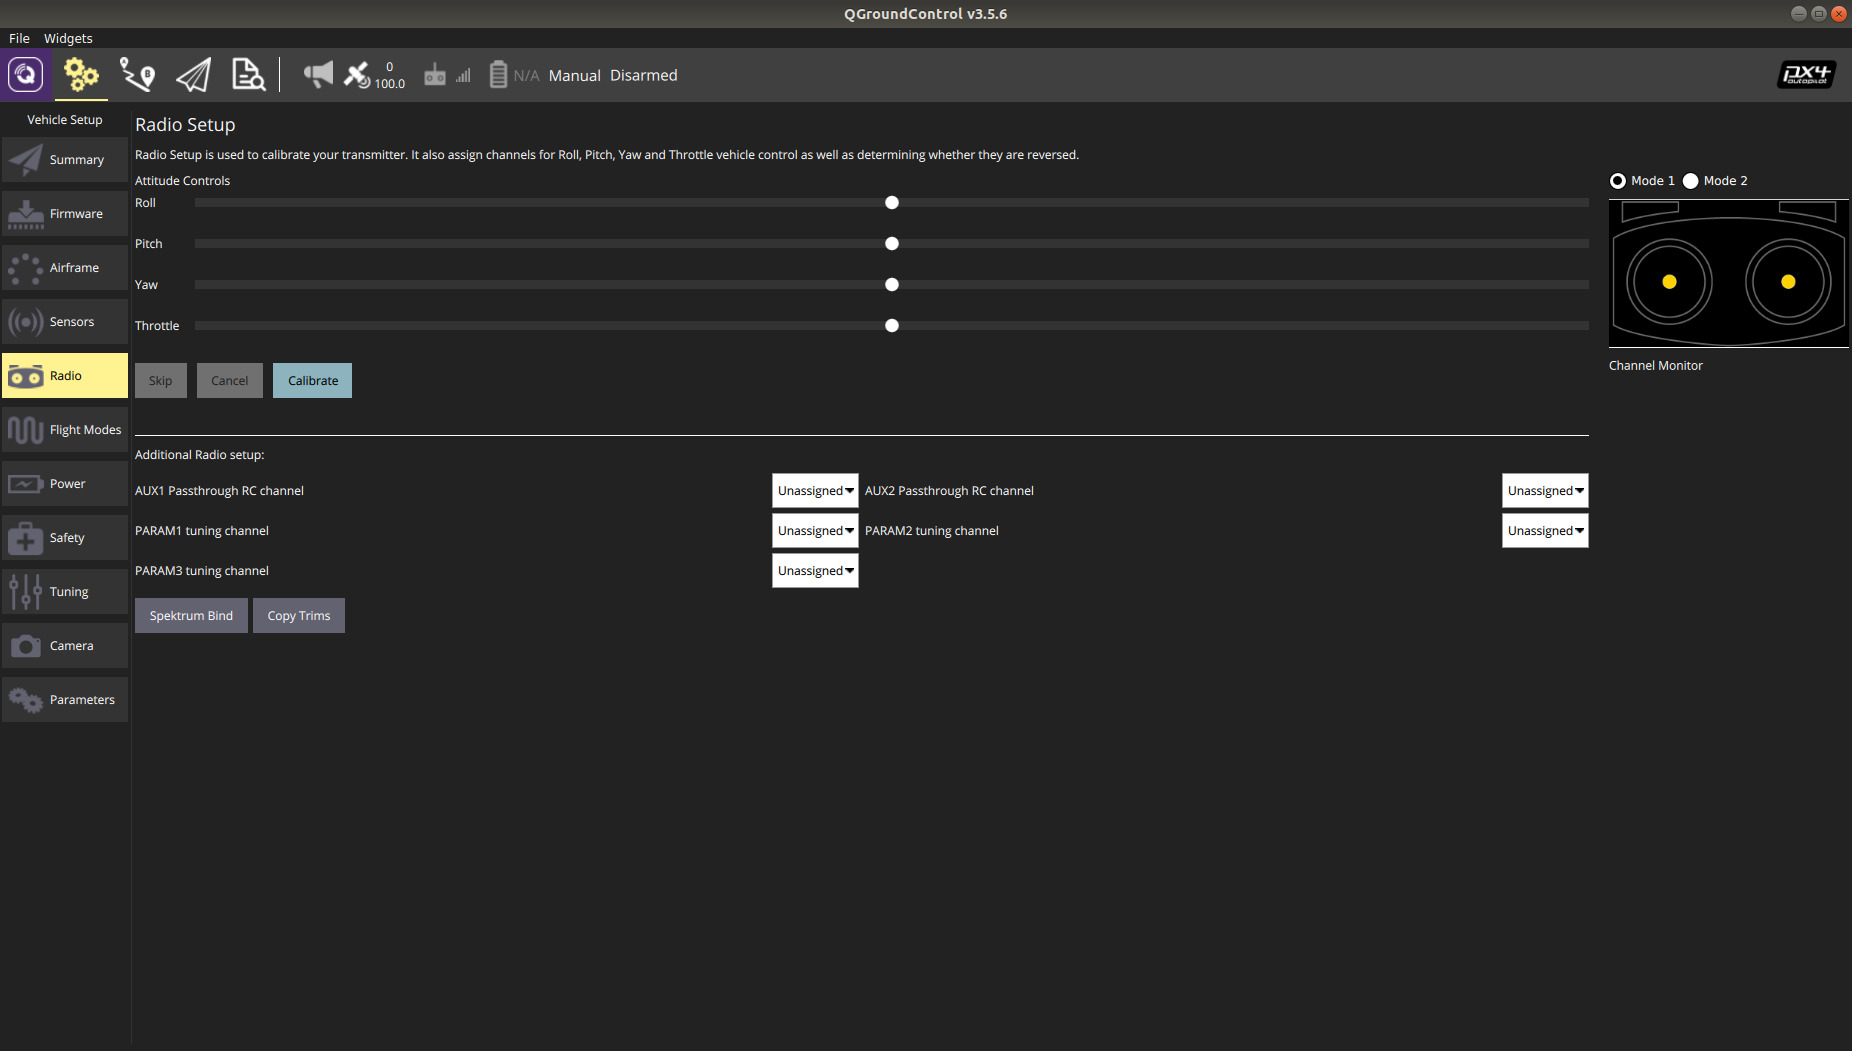 QGroundControl v3.5.6
File Widgets
0
100.0
N/A Manual Disarmed
px4
autopilot
Vehicle Setup
Summary
Firmware
Airframe
Sensors
Radio
Flight Modes
Power
Safety
Tuning
Camera
Parameters
Radio Setup
Radio Setup is used to calibrate your transmitter. It also assign channels for Roll, Pitch, Yaw and Throttle vehicle control as well as determining whether they are reversed.
Attitude Controls
Roll
Pitch
Yaw
Throttle
Skip Cancel Calibrate
Additional Radio setup:
AUX1 Passthrough RC channel Unassigned AUX2 Passthrough RC channel Unassigned
PARAM1 tuning channel Unassigned PARAM2 tuning channel Unassigned
PARAM3 tuning channel Unassigned
Spektrum Bind Copy Trims
Mode 1 Mode 2
Channel Monitor